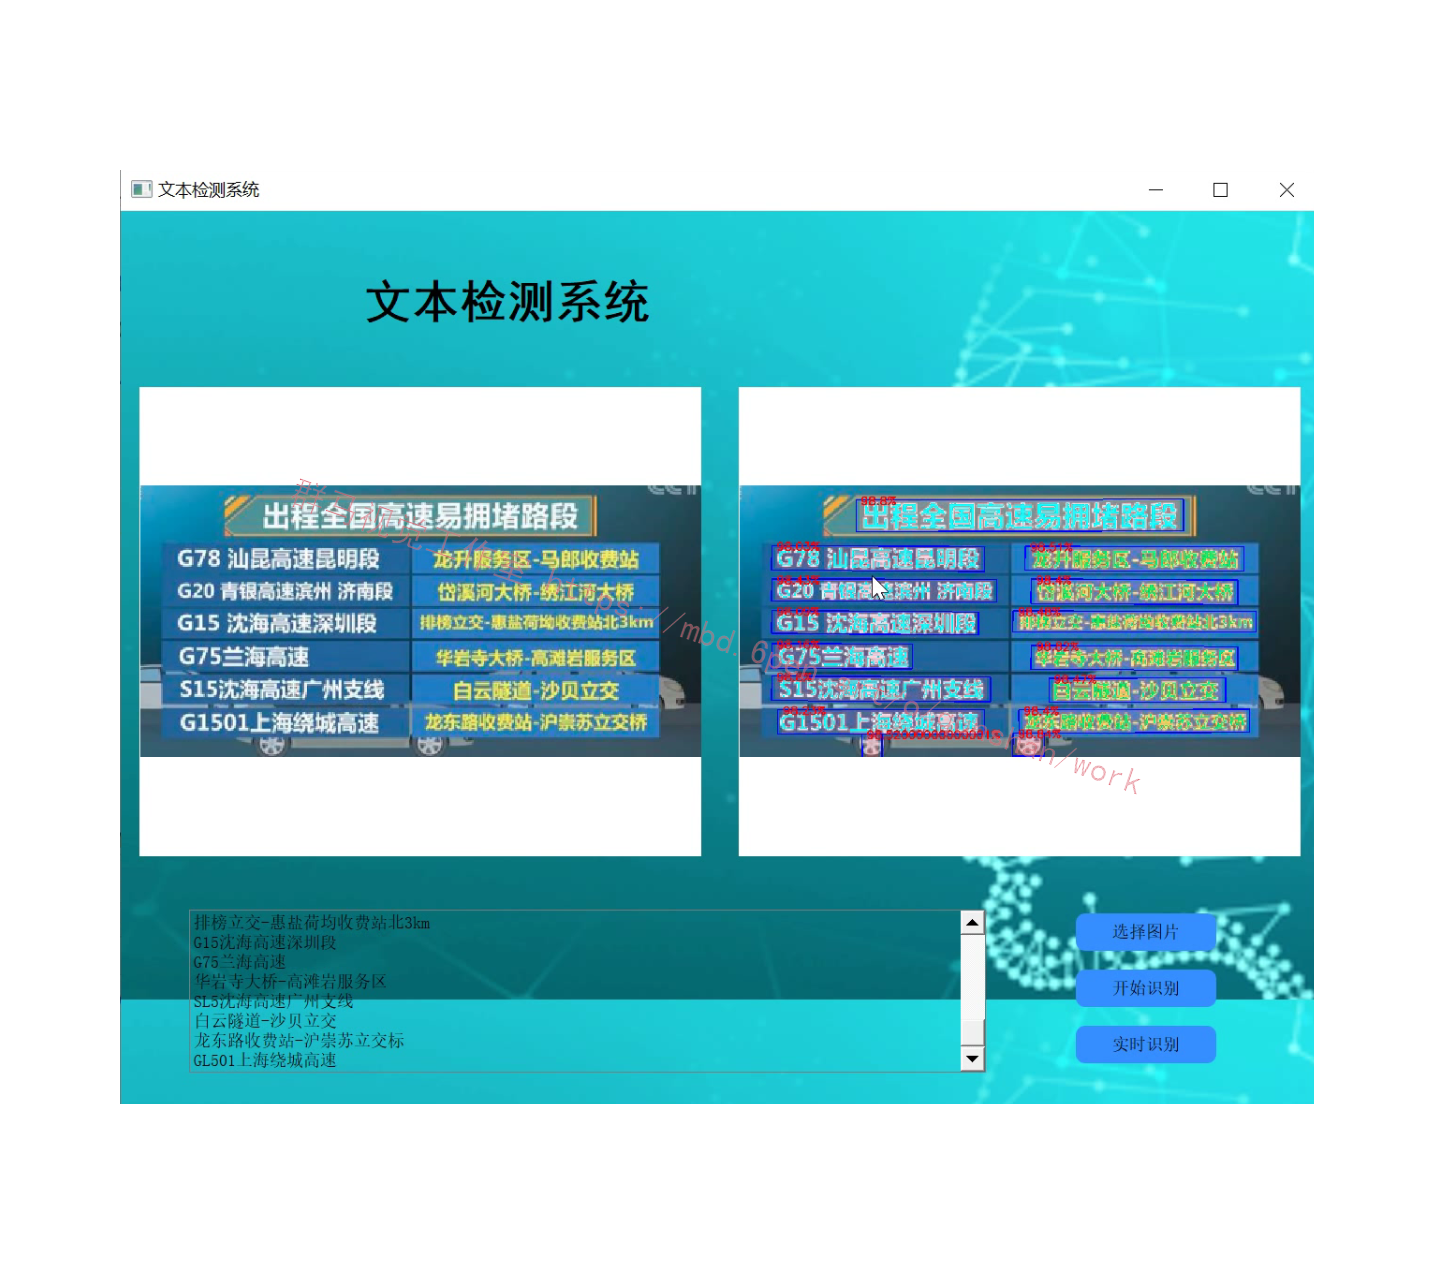 文本检测系统
文本检测系统
出程全国高速易拥堵路段
G78 汕昆高速昆明段 龙升服务区-马郎收费站
G20 青银高速滨州 济南段 岱溪河大桥-绣江河大桥
G15 沈海高速深圳段 排榜立交-惠盐荷坳收费站北3km
G75兰海高速 华岩寺大桥-高滩岩服务区
S15沈海高速广州支线 白云隧道-沙贝立交
G1501上海绕城高速 龙东路收费站-沪崇苏立交桥
98.8%
出程全国高速易拥堵路段
G78 汕昆高速昆明段 龙升服务区-马郎收费站
G20 青银高速滨州 济南段 岱溪河大桥-绣江河大桥
98.4%
G15 沈海高速深圳段 排榜立交-惠盐荷坳收费站北3km
G75兰海高速 华岩寺大桥-高滩岩服务区
S15沈海高速广州支线 白云隧道-沙贝立交
98.4%
G1501上海绕城高速 龙东路收费站-沪崇苏立交桥
排榜立交-惠盐荷均收费站北3km
G15沈海高速深圳段
G75兰海高速
华岩寺大桥-高滩岩服务区
SL5沈海高速广州支线
白云隧道-沙贝立交
龙东路收费站-沪崇苏立交标
GL501上海绕城高速
选择图片
开始识别
实时识别